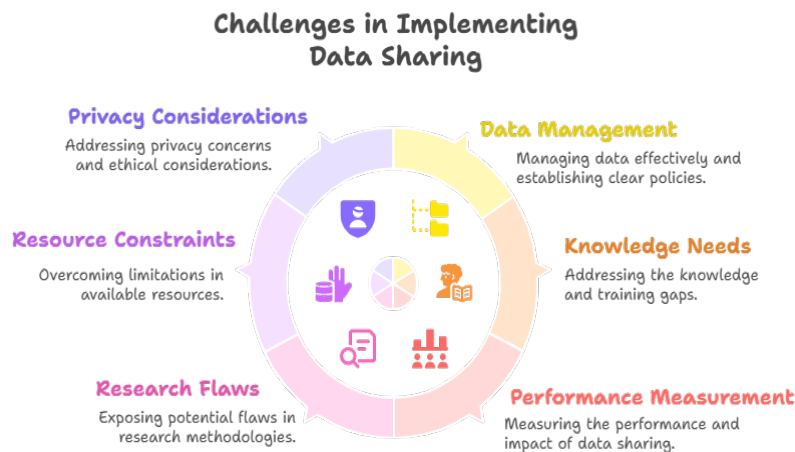 Challenges in Implementing
Data Sharing
Privacy Considerations
Addressing privacy concerns
and ethical considerations.
Data Management
Managing data effectively and
establishing clear policies.
Resource Constraints
Overcoming limitations in
available resources.
Knowledge Needs
Addressing the knowledge
and training gaps.
Research Flaws
Exposing potential flaws in
research methodologies.
Performance Measurement
Measuring the performance and
impact of data sharing.